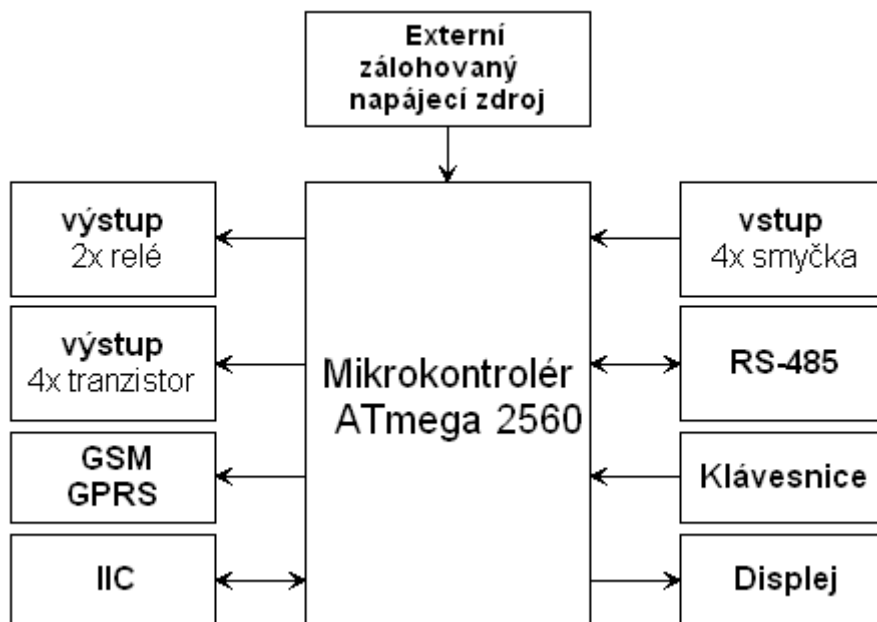 Externí
zálohovaný
napájecí zdroj
výstup
2x relé
vstup
4x smyčka
výstup
4x tranzistor
Mikrokontrolér
ATmega 2560
RS-485
GSM
GPRS
Klávesnice
IIC
Displej